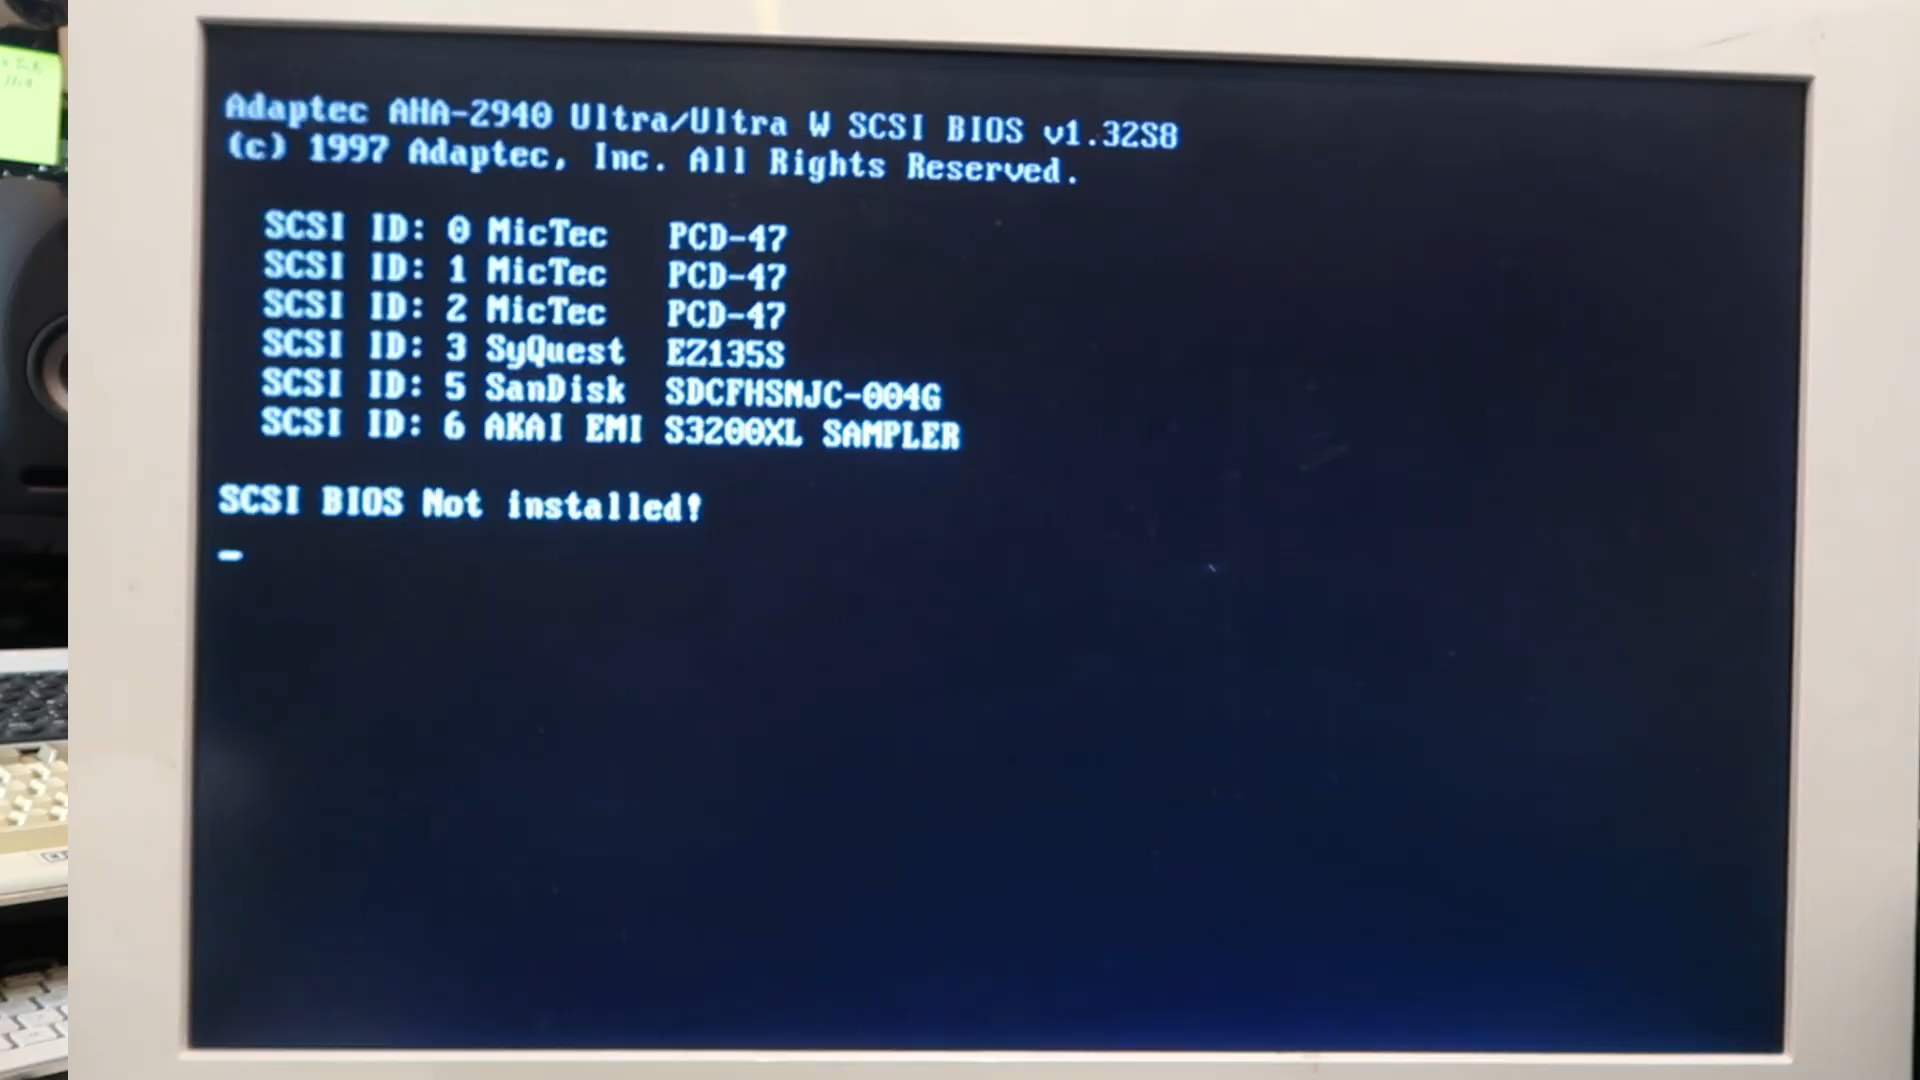 Adaptec AHA-2940 Ultra/Ultra W SCSI BIOS v1.32S8
(c) 1997 Adaptec, Inc. All Rights Reserved.
SCSI ID: 0 MicTec PCD-47
SCSI ID: 1 MicTec PCD-47
SCSI ID: 2 MicTec PCD-47
SCSI ID: 3 SyQuest EZ135S
SCSI ID: 5 SanDisk SDCFHSNJC-004G
SCSI ID: 6 AKAI EMI S3200XL SAMPLER
SCSI BIOS Not installed!